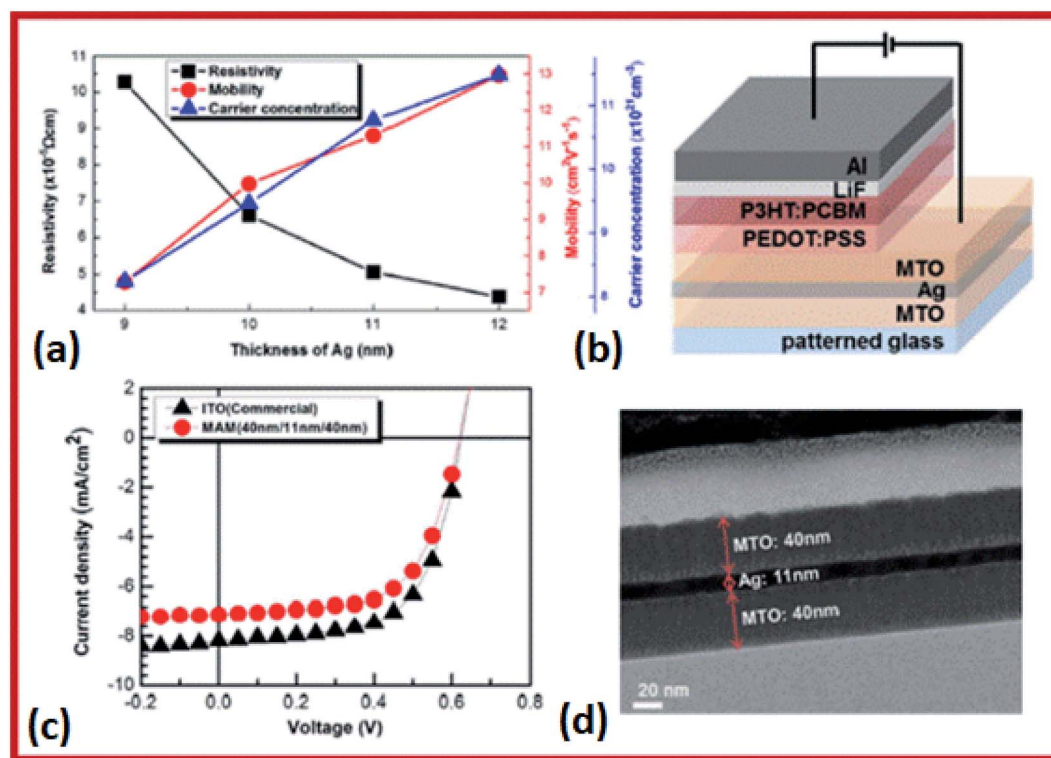 Resistivity
Mobility
Carrier concentration
Resistivity (x10⁻⁵Ωcm)
11
10
9
8
7
6
5
4
9
10
11
12
Thickness of Ag (nm)
Mobility (cm²V⁻¹s⁻¹)
13
12
11
10
9
8
7
Carrier concentration (x10²¹cm⁻³)
11
10
9
8
(a)
Al
LiF
P3HT:PCBM
PEDOT:PSS
MTO
Ag
MTO
patterned glass
(b)
ITO(Commercial)
MAM(40nm/11nm/40nm)
Current density (mA/cm²)
2
0
-2
-4
-6
-8
-10
-0.2
0.0
0.2
0.4
0.6
0.8
Voltage (V)
(c)
MTO: 40nm
Ag: 11nm
MTO: 40nm
20 nm
(d)